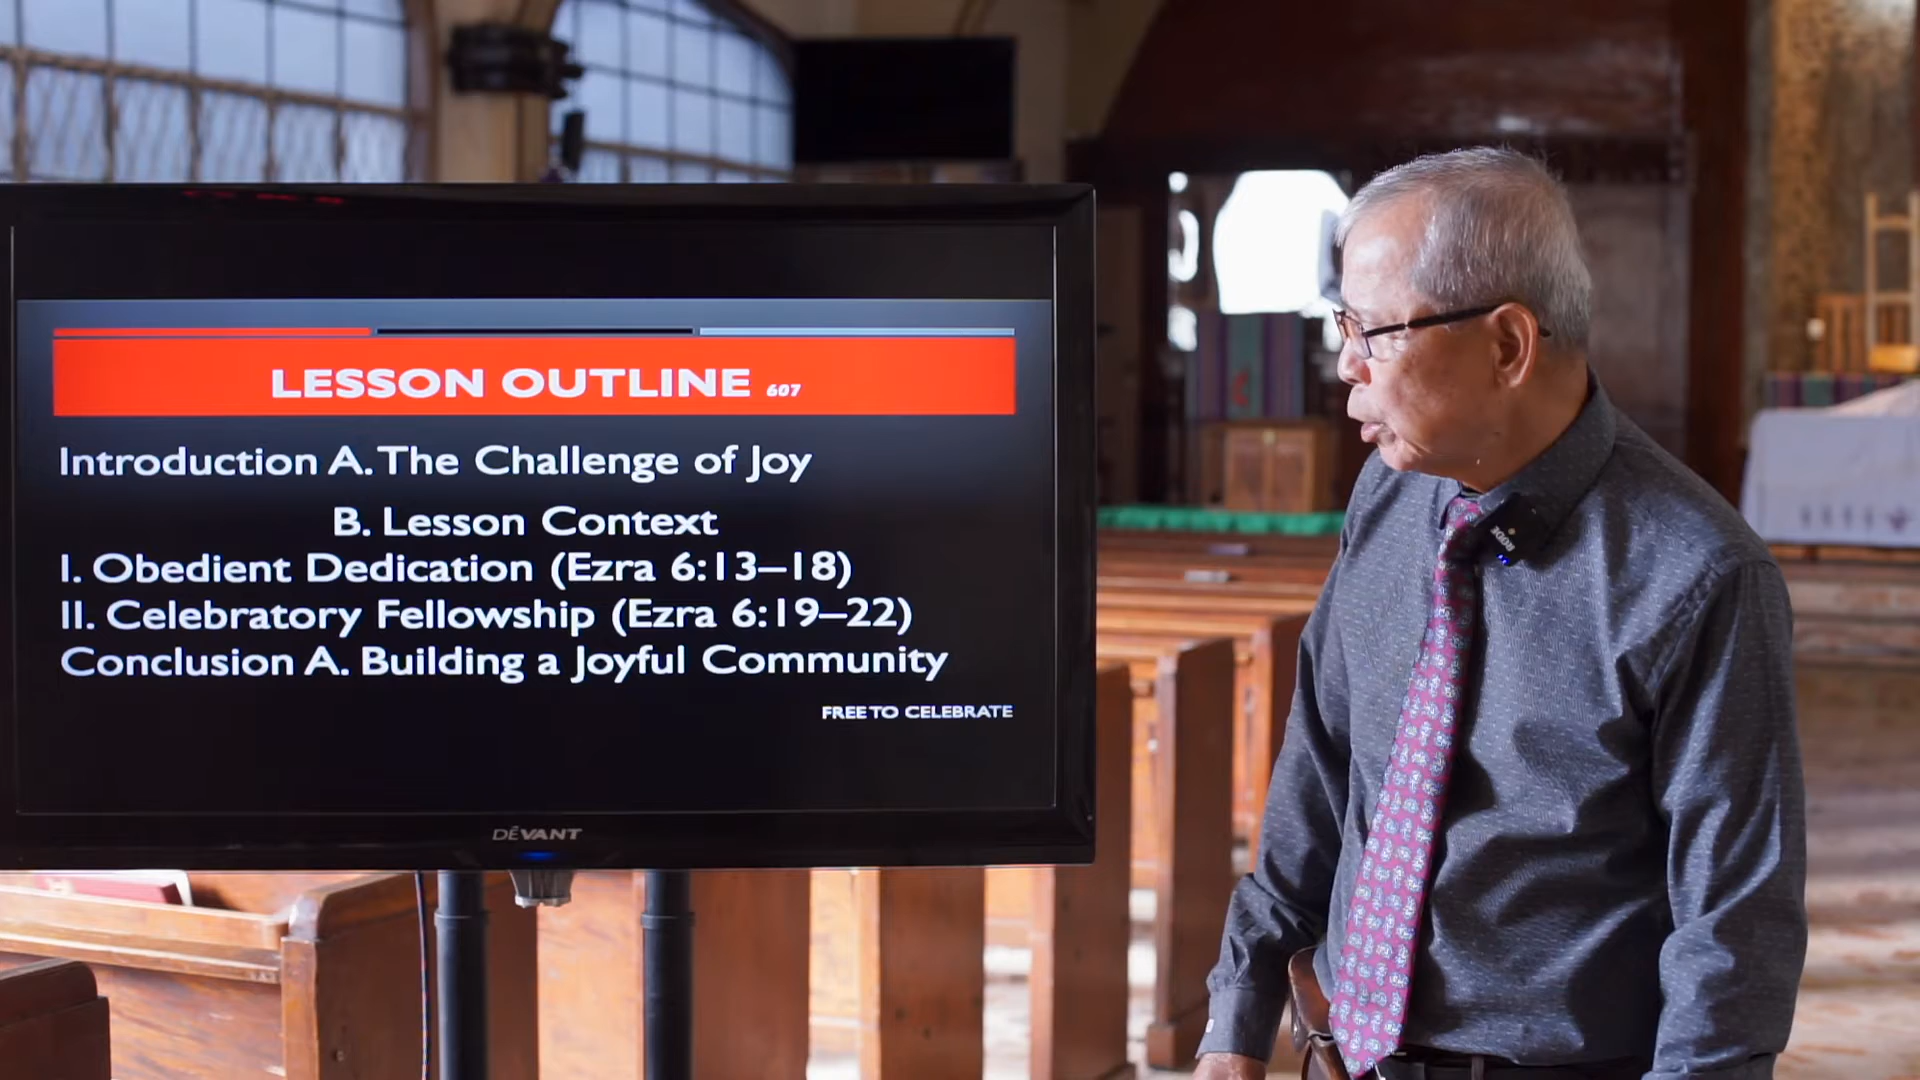 LESSON OUTLINE 607
Introduction A. The Challenge of Joy
B. Lesson Context
I. Obedient Dedication (Ezra 6:13–18)
II. Celebratory Fellowship (Ezra 6:19–22)
Conclusion A. Building a Joyful Community
FREE TO CELEBRATE
DĒVANT
RODE